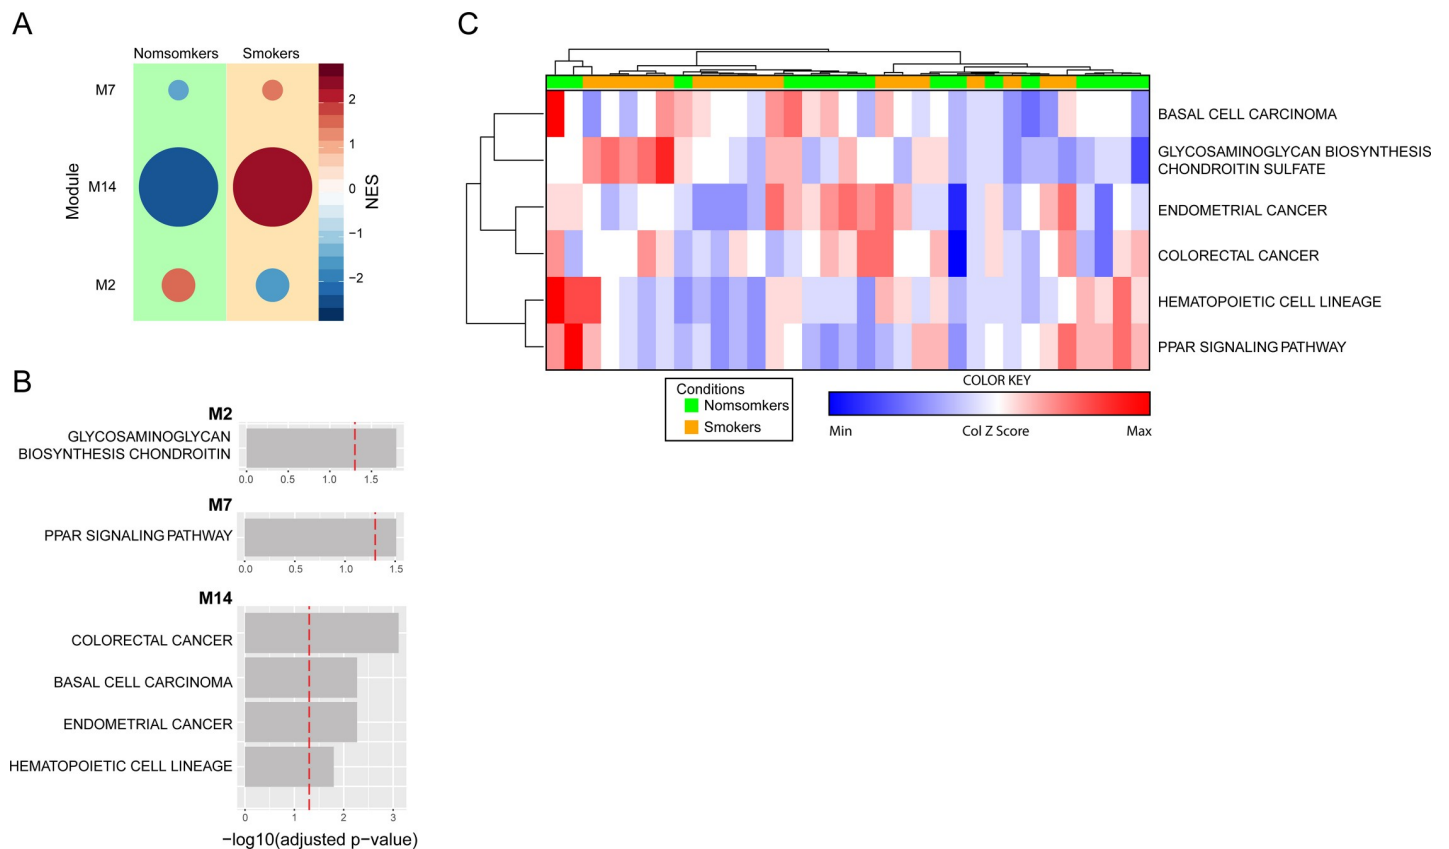 A
Nomsomkers Smokers
M7
M14
M2
Module
2
1
0
−1
−2
NES
B
M2
GLYCOSAMINOGLYCAN
BIOSYNTHESIS CHONDROITIN
0.0 0.5 1.0 1.5
M7
PPAR SIGNALING PATHWAY
0.0 0.5 1.0 1.5
M14
COLORECTAL CANCER
BASAL CELL CARCINOMA
ENDOMETRIAL CANCER
HEMATOPOIETIC CELL LINEAGE
0 1 2 3
−log10(adjusted p−value)
C
BASAL CELL CARCINOMA
GLYCOSAMINOGLYCAN BIOSYNTHESIS
CHONDROITIN SULFATE
ENDOMETRIAL CANCER
COLORECTAL CANCER
HEMATOPOIETIC CELL LINEAGE
PPAR SIGNALING PATHWAY
Conditions
Nomsomkers
Smokers
COLOR KEY
Min Col Z Score Max